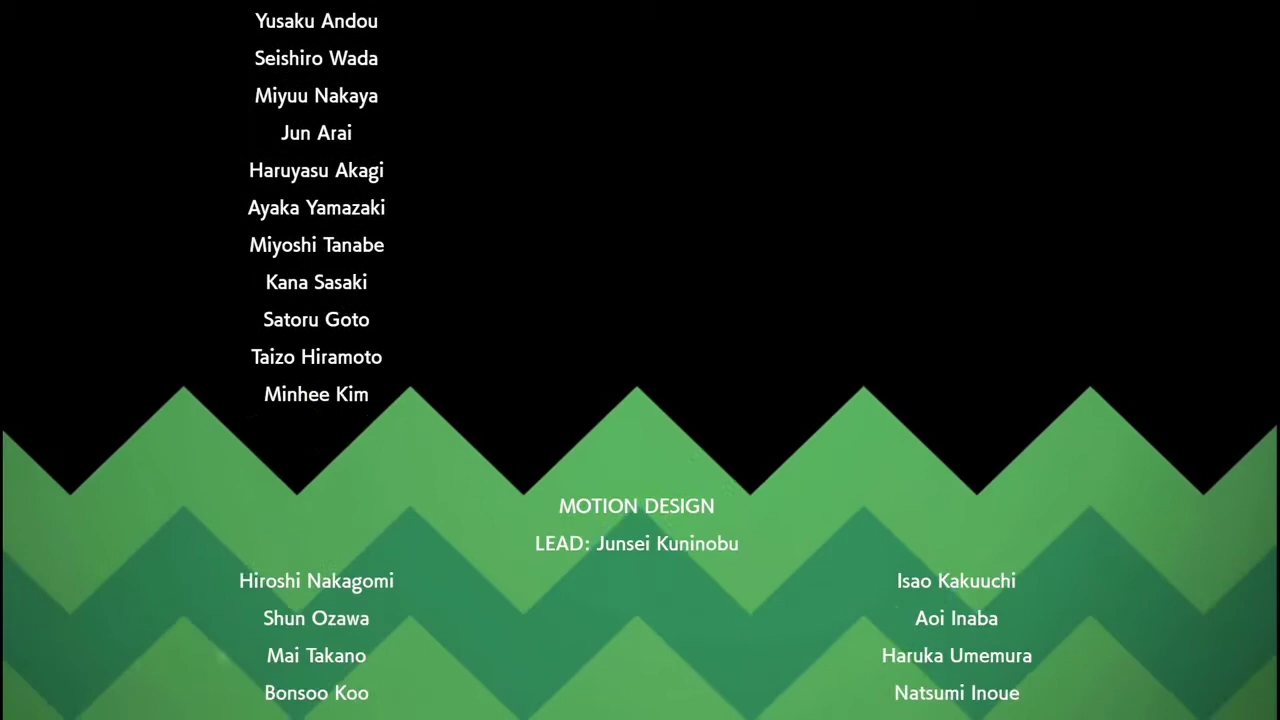 Yusaku Andou
Seishiro Wada
Miyuu Nakaya
Jun Arai
Haruyasu Akagi
Ayaka Yamazaki
Miyoshi Tanabe
Kana Sasaki
Satoru Goto
Taizo Hiramoto
Minhee Kim
MOTION DESIGN
LEAD: Junsei Kuninobu
Hiroshi Nakagomi
Isao Kakuuchi
Shun Ozawa
Aoi Inaba
Mai Takano
Haruka Umemura
Bonsoo Koo
Natsumi Inoue